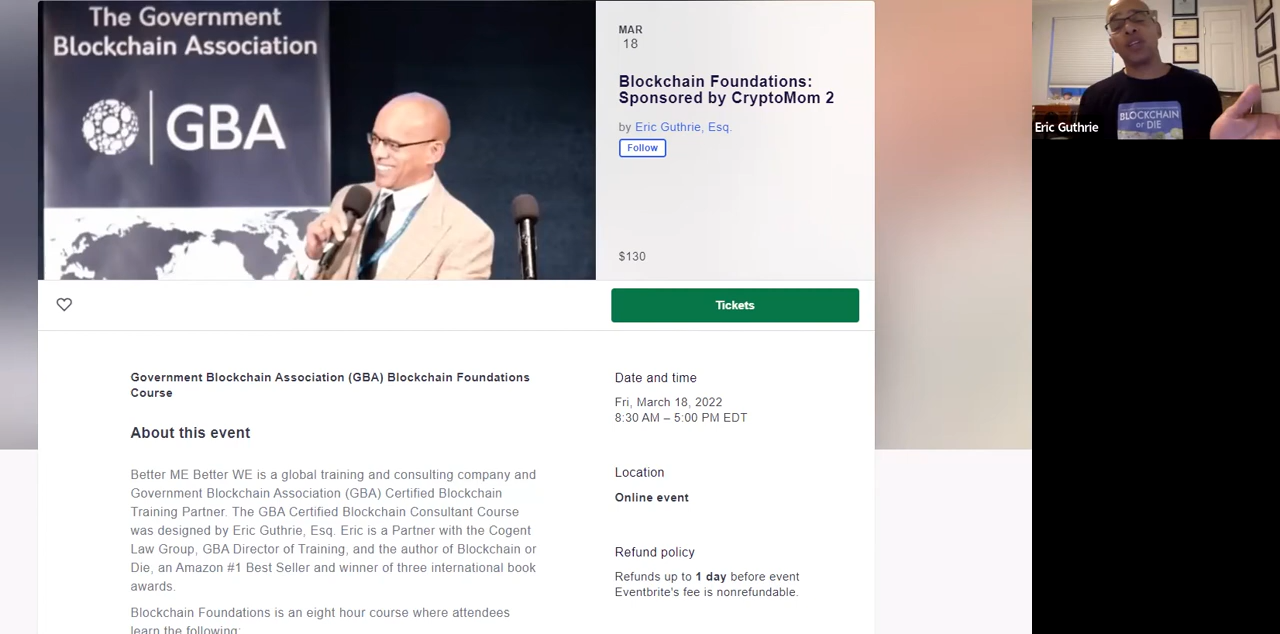 The Government
Blockchain Association
GBA
MAR
18
Blockchain Foundations:
Sponsored by CryptoMom 2
by Eric Guthrie, Esq.
Follow
$130
Tickets
Government Blockchain Association (GBA) Blockchain Foundations
Course
About this event
Better ME Better WE is a global training and consulting company and
Government Blockchain Association (GBA) Certified Blockchain
Training Partner. The GBA Certified Blockchain Consultant Course
was designed by Eric Guthrie, Esq. Eric is a Partner with the Cogent
Law Group, GBA Director of Training, and the author of Blockchain or
Die, an Amazon #1 Best Seller and winner of three international book
awards.
Blockchain Foundations is an eight hour course where attendees
learn the following:
Date and time
Fri, March 18, 2022
8:30 AM – 5:00 PM EDT
Location
Online event
Refund policy
Refunds up to 1 day before event
Eventbrite's fee is nonrefundable.
Eric Guthrie
BLOCKCHAIN
or DIE